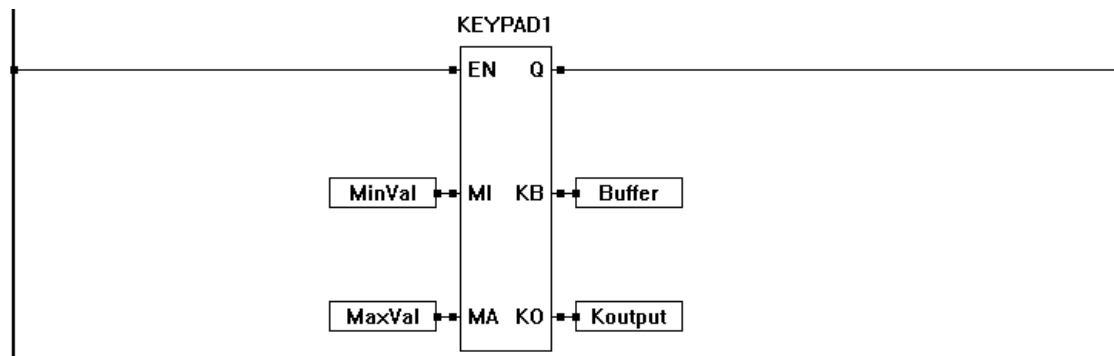 KEYPAD1
EN Q
MinVal MI KB Buffer
MaxVal MA KO Koutput